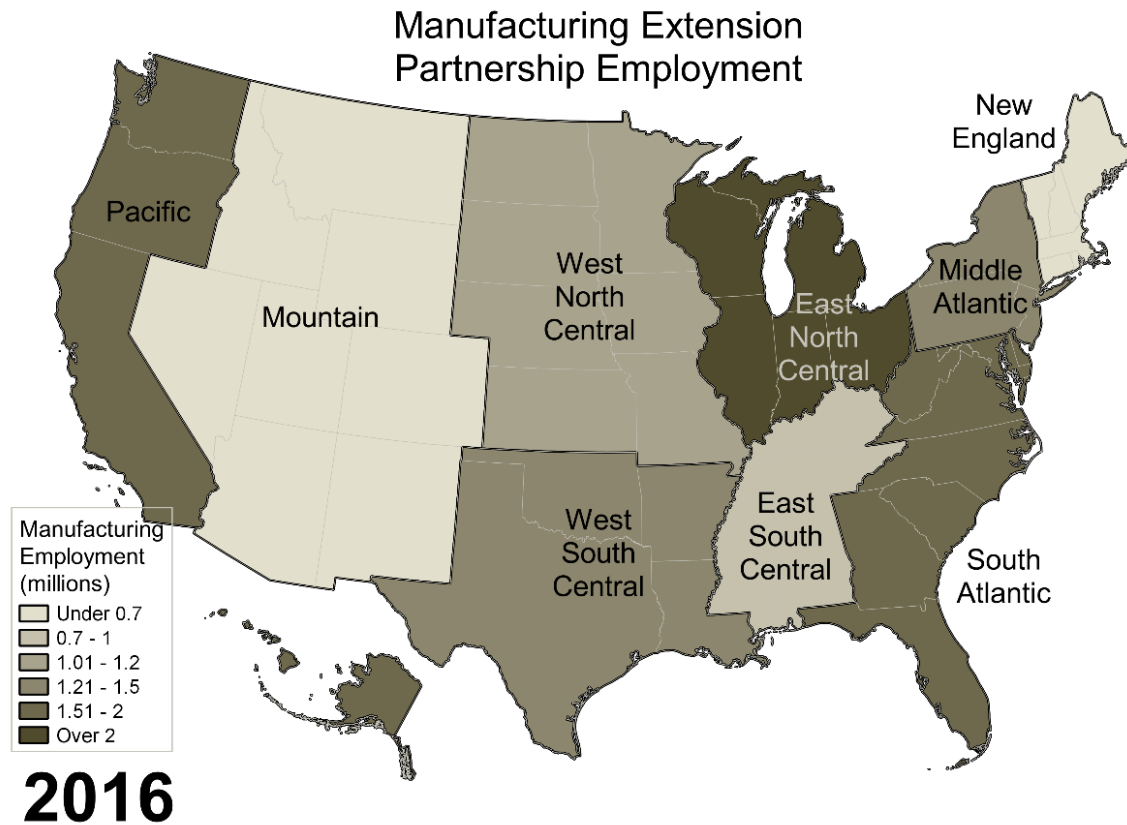 Manufacturing Extension
Partnership Employment
New
England
Pacific
West
North
Central
Middle
Atlantic
East
North
Central
Mountain
West
South
Central
East
South
Central
South
Atlantic
Manufacturing
Employment
(millions)
Under 0.7
0.7 - 1
1.01 - 1.2
1.21 - 1.5
1.51 - 2
Over 2
2016